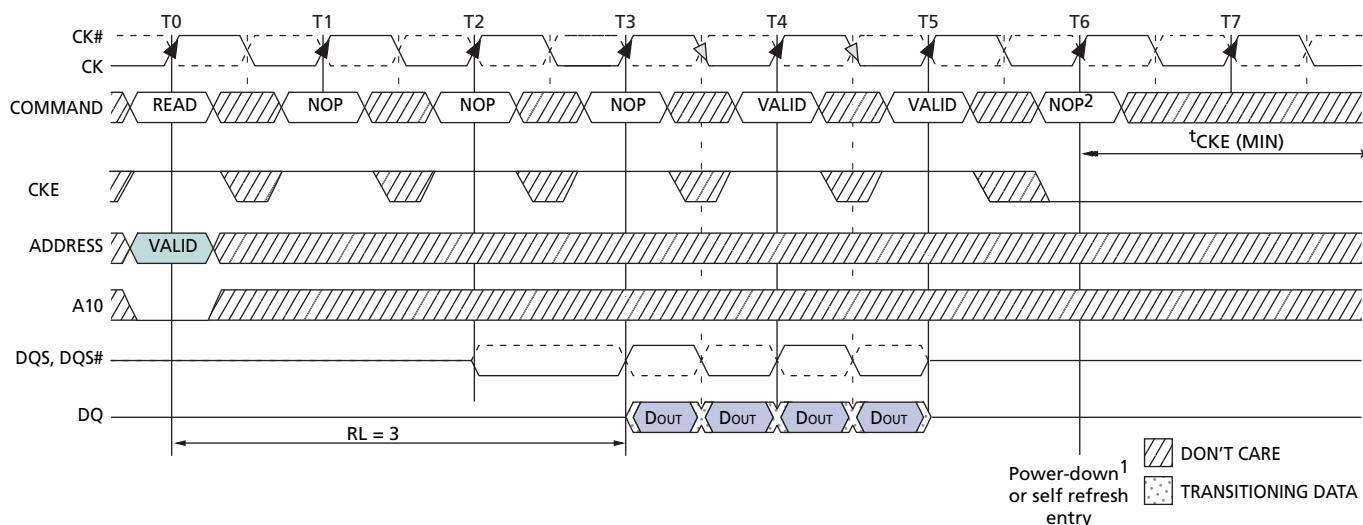 T0 T1 T2 T3 T4 T5 T6 T7
CK#
CK
COMMAND READ NOP NOP NOP VALID VALID NOP2
tCKE (MIN)
CKE
ADDRESS VALID
A10
DQS, DQS#
DQ DOUT DOUT DOUT DOUT
RL = 3
Power-down1
or self refresh
entry
DON'T CARE
TRANSITIONING DATA